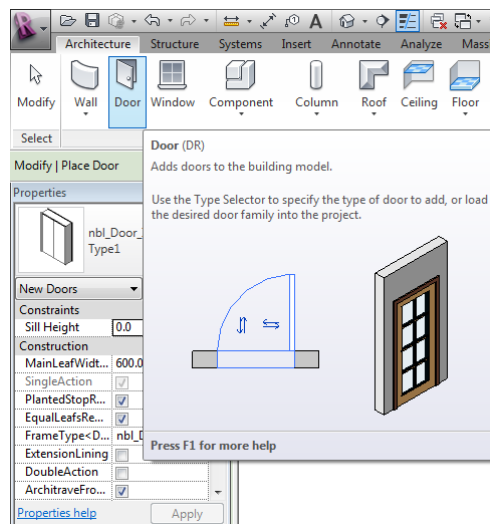 A
Architecture Structure Systems Insert Annotate Analyze Mass
Modify Wall Door Window Component Column Roof Ceiling Floor
Select
Door (DR)
Adds doors to the building model.
Use the Type Selector to specify the type of door to add, or load
the desired door family into the project.
Press F1 for more help
Modify | Place Door
Properties
nbl_Door_
Type1
New Doors
Constraints
Sill Height 0.0
Construction
MainLeafWidt... 600.0
SingleAction
PlantedStopR...
EqualLeafsRe...
FrameType<D... nbl_D
ExtensionLining
DoubleAction
ArchitraveFro...
Properties help Apply